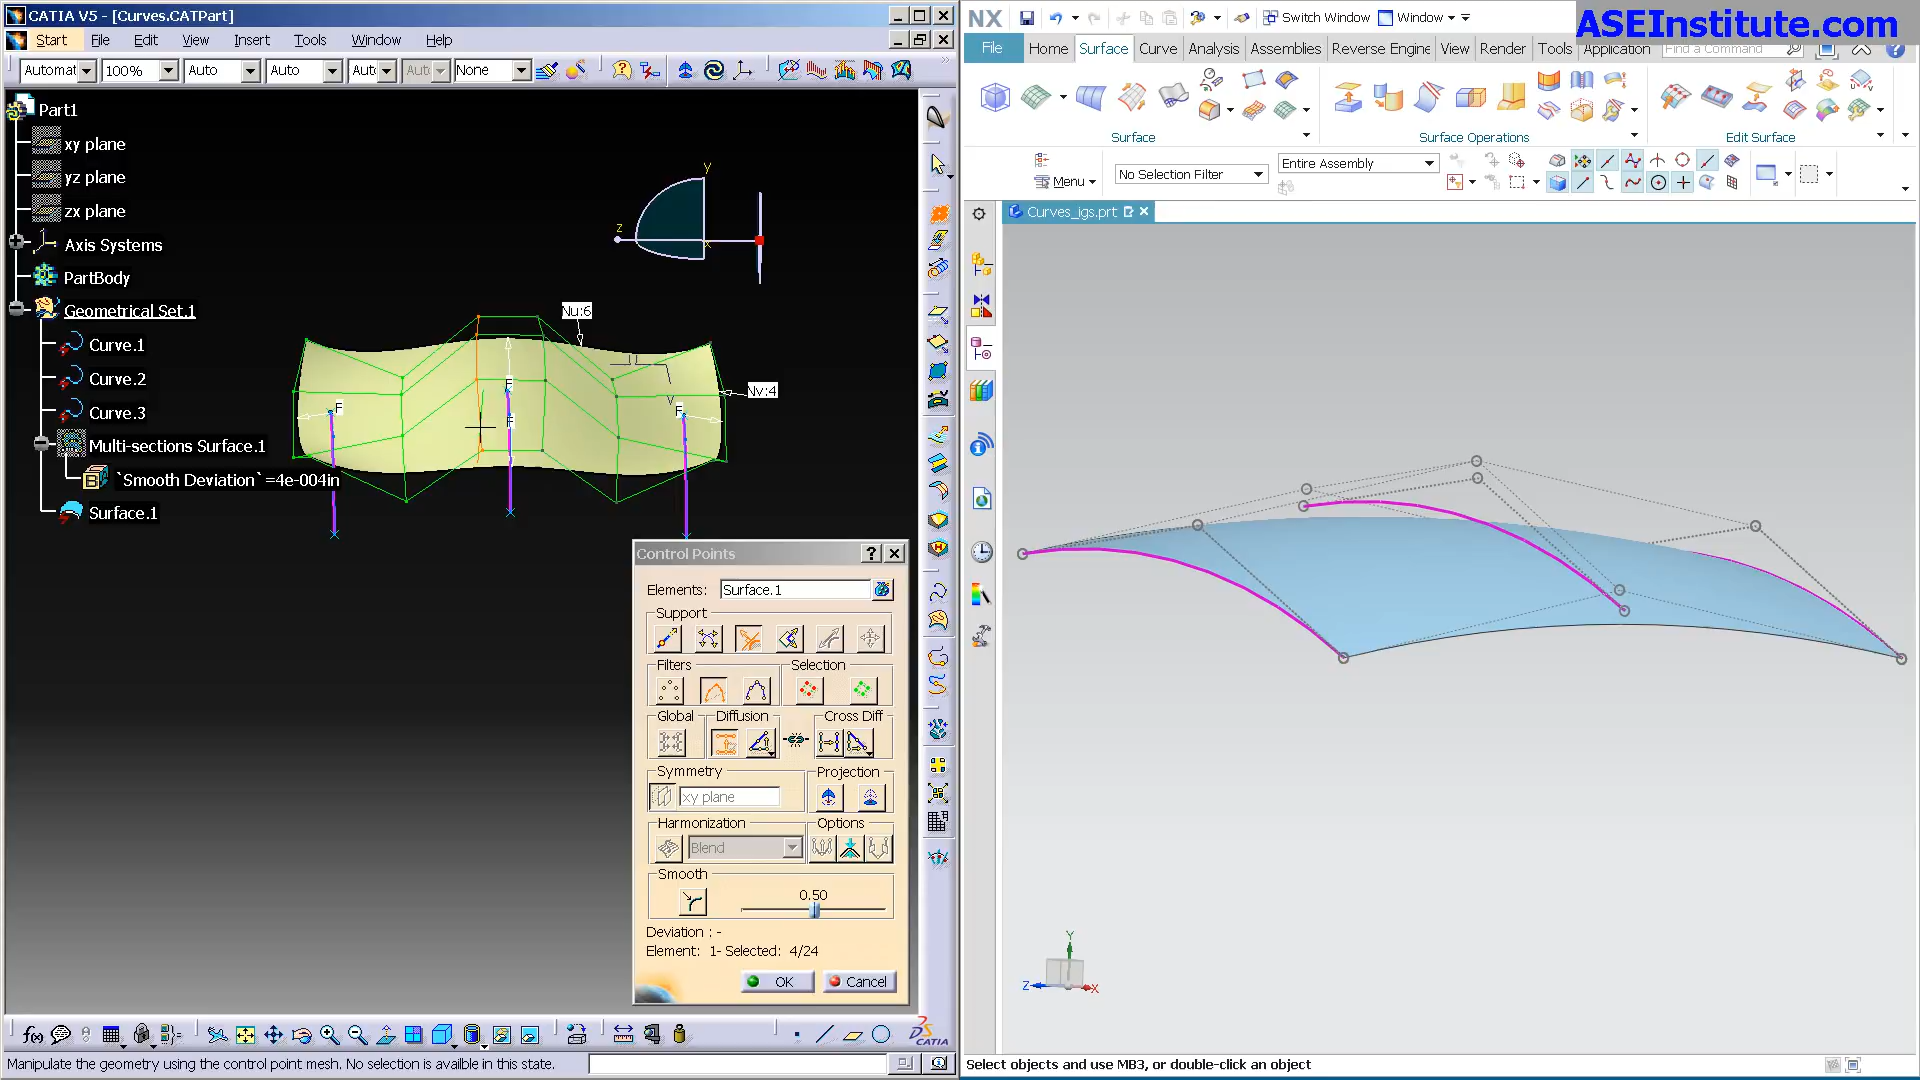 CATIA V5 - [Curves.CATPart]
Start File Edit View Insert Tools Window Help
Automat 100% Auto Auto Aut Aut None
Part1
xy plane
yz plane
zx plane
Axis Systems
PartBody
Geometrical Set.1
Curve.1
Curve.2
Curve.3
Multi-sections Surface.1
`Smooth Deviation`=4e-004in
Surface.1
y
z
x
Nu:6
Nv:4
F
F
F
F
v
Control Points
Elements: Surface.1
Support
Filters Selection
Global Diffusion Cross Diff
Symmetry Projection
xy plane
Harmonization Options
Blend
Smooth
0.50
Deviation : -
Element: 1- Selected: 4/24
OK Cancel
f(x)
CATIA
Manipulate the geometry using the control point mesh. No selection is availble in this state.
NX Switch Window Window
ASEInstitute.com
File Home Surface Curve Analysis Assemblies Reverse Engine View Render Tools Application Find a Command
Surface Surface Operations Edit Surface
Menu No Selection Filter Entire Assembly
Curves_igs.prt
Y
Z X
Select objects and use MB3, or double-click an object